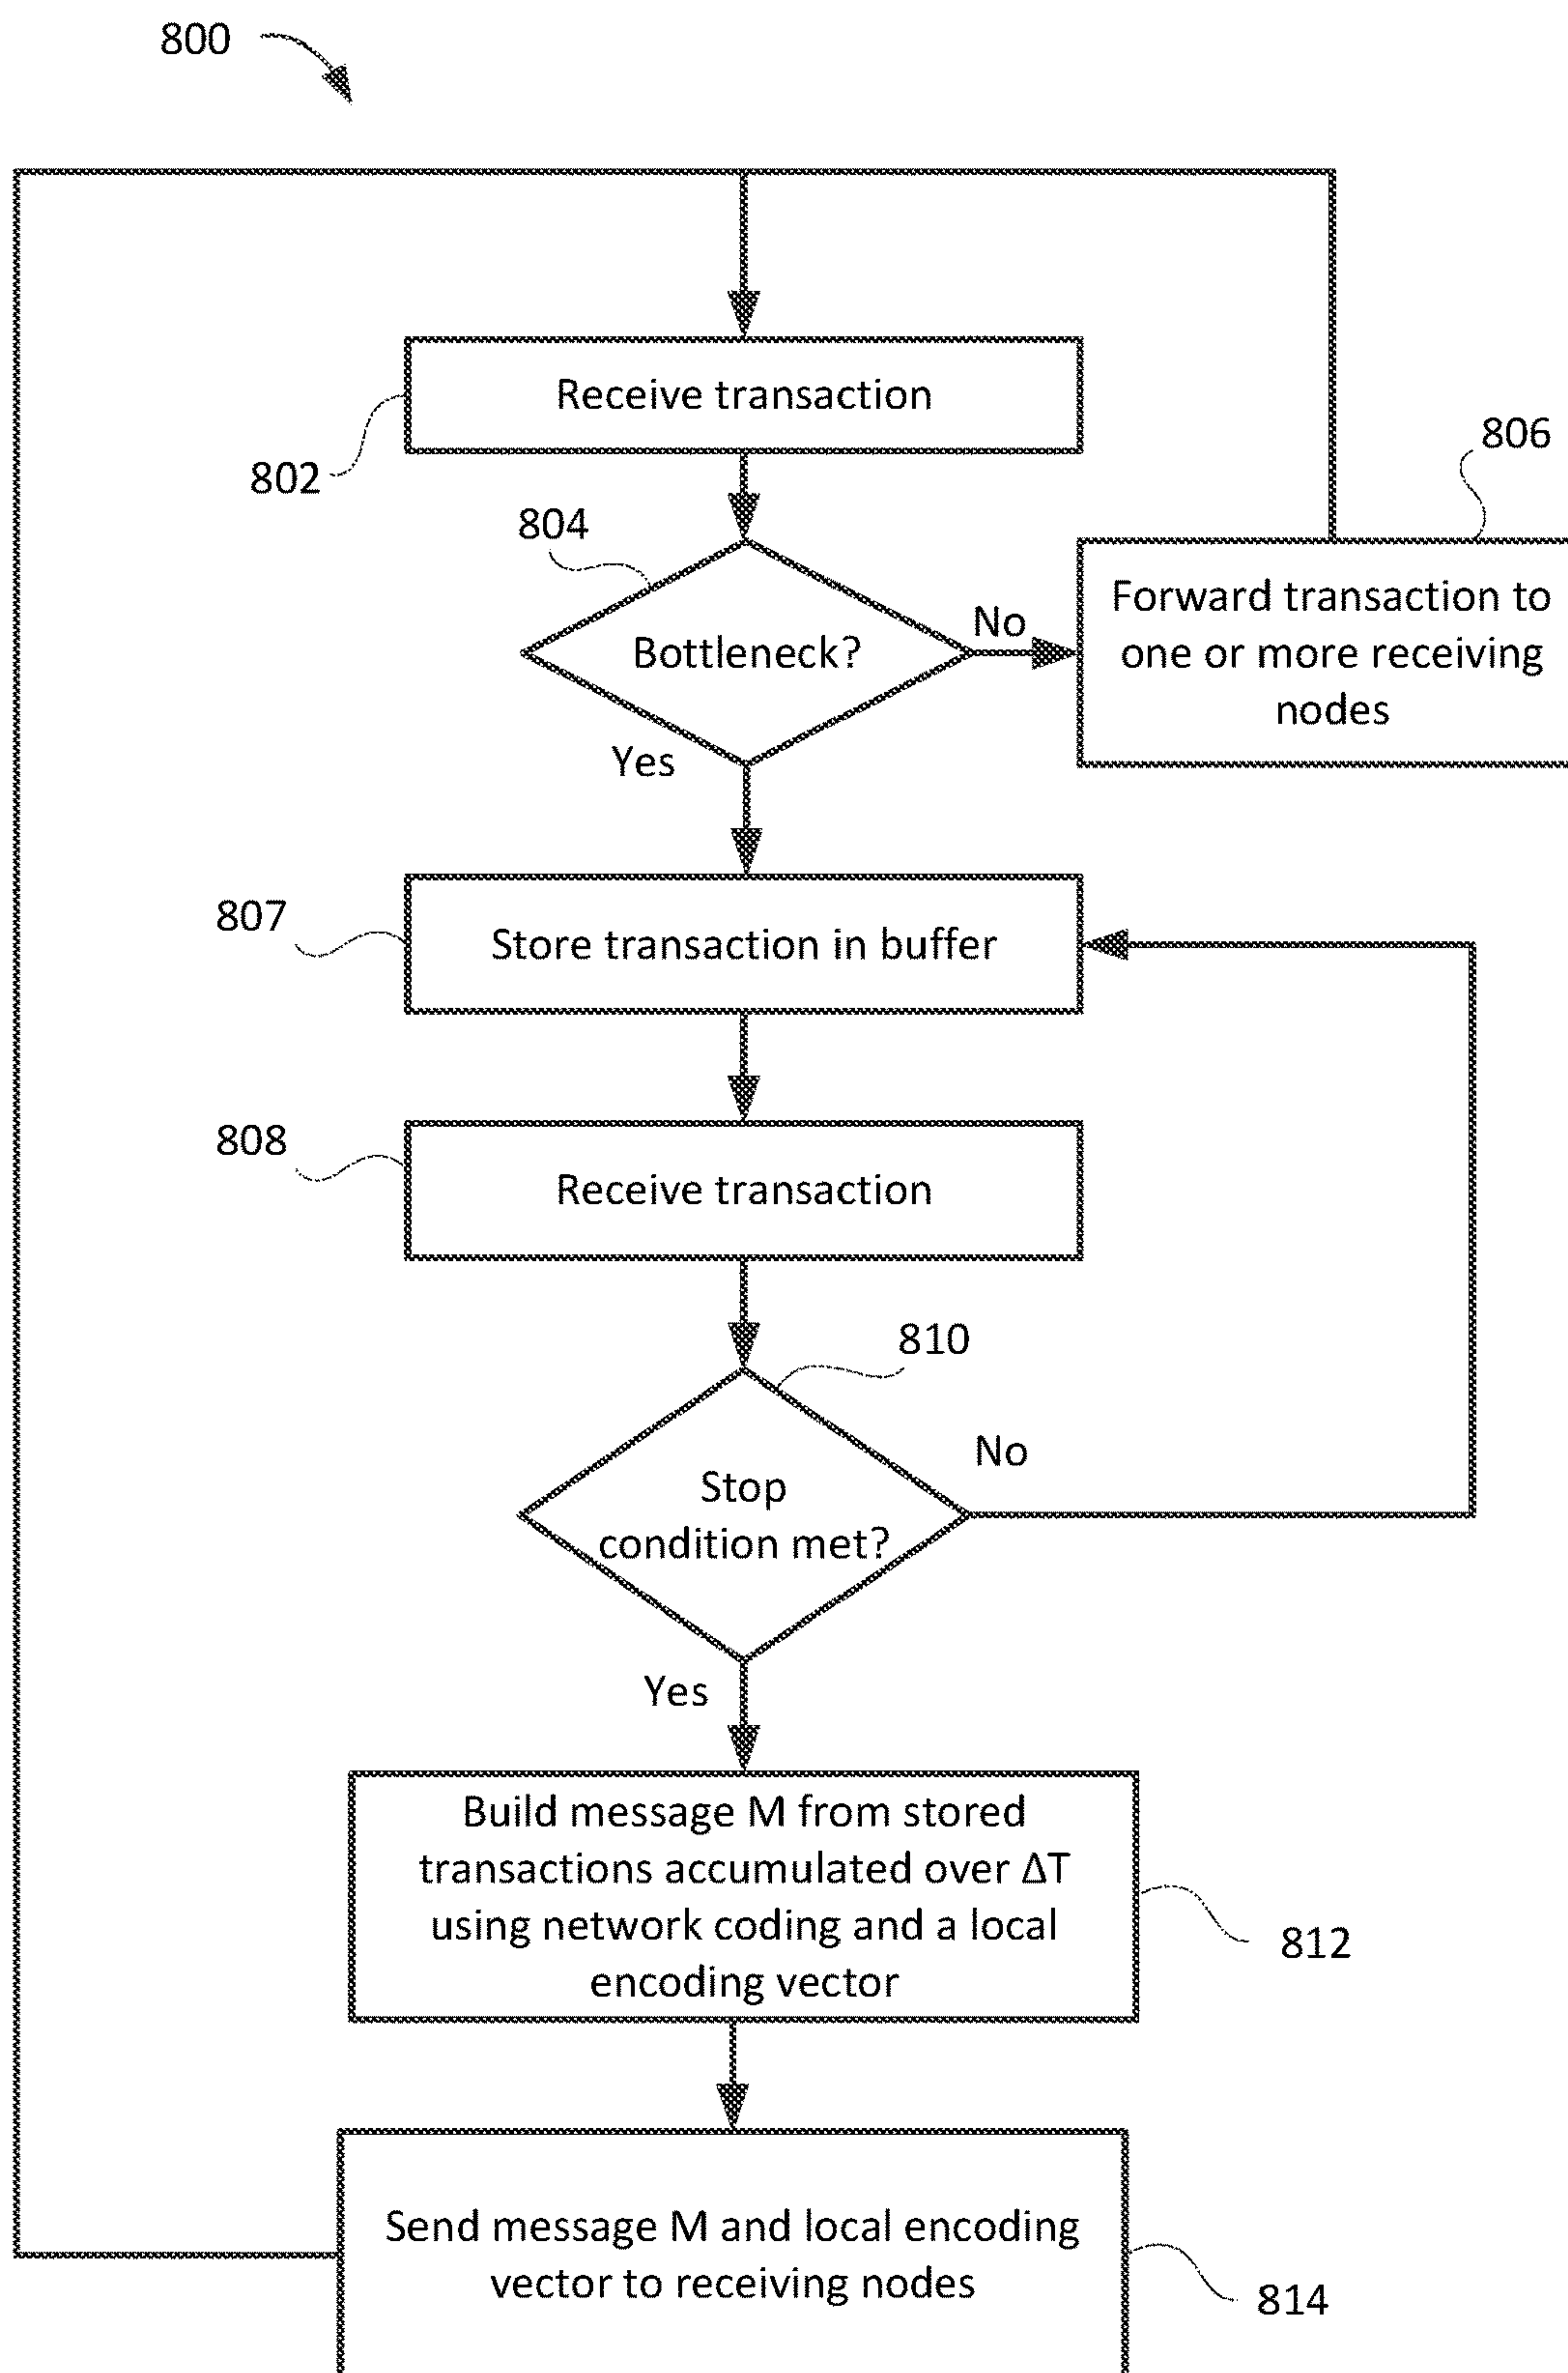 800
Receive transaction
802
804
806
Bottleneck?
No
Forward transaction to
one or more receiving
nodes
Yes
807
Store transaction in buffer
808
Receive transaction
810
No
Stop
condition met?
Yes
Build message M from stored
transactions accumulated over ΔT
using network coding and a local
encoding vector
812
Send message M and local encoding
vector to receiving nodes
814